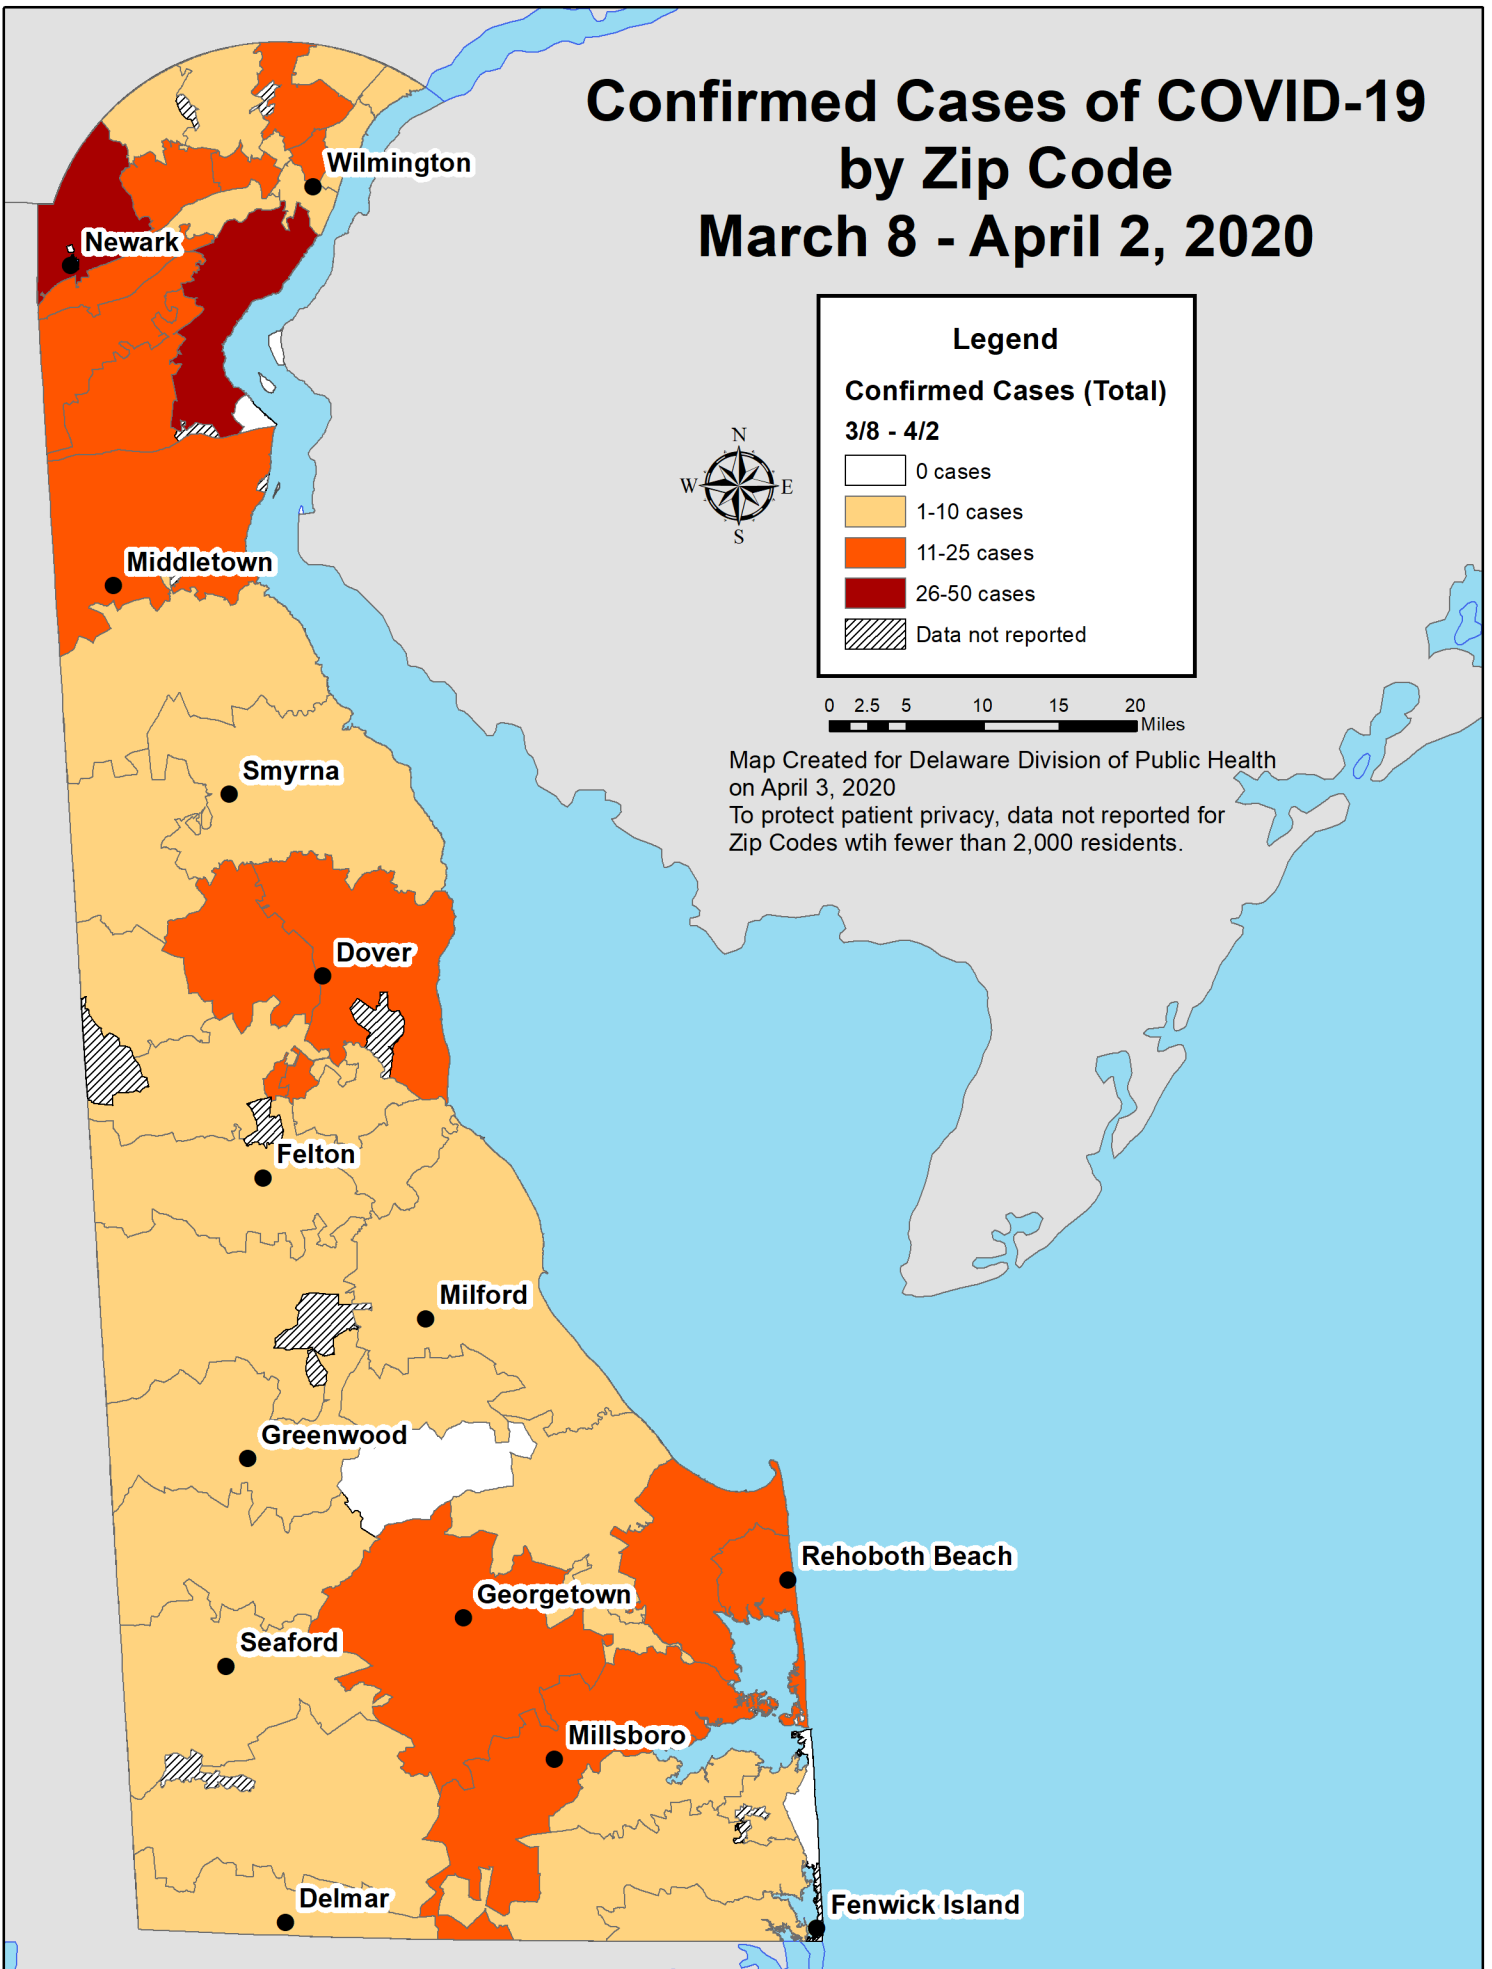 Confirmed Cases of COVID-19
by Zip Code
March 8 - April 2, 2020
Wilmington
Newark
Legend
Confirmed Cases (Total)
3/8 - 4/2
0 cases
1-10 cases
11-25 cases
26-50 cases
Data not reported
N
W
E
S
Middletown
0 2.5 5 10 15 20
Miles
Map Created for Delaware Division of Public Health
on April 3, 2020
To protect patient privacy, data not reported for
Zip Codes wtih fewer than 2,000 residents.
Smyrna
Dover
Felton
Milford
Greenwood
Rehoboth Beach
Georgetown
Seaford
Millsboro
Delmar
Fenwick Island